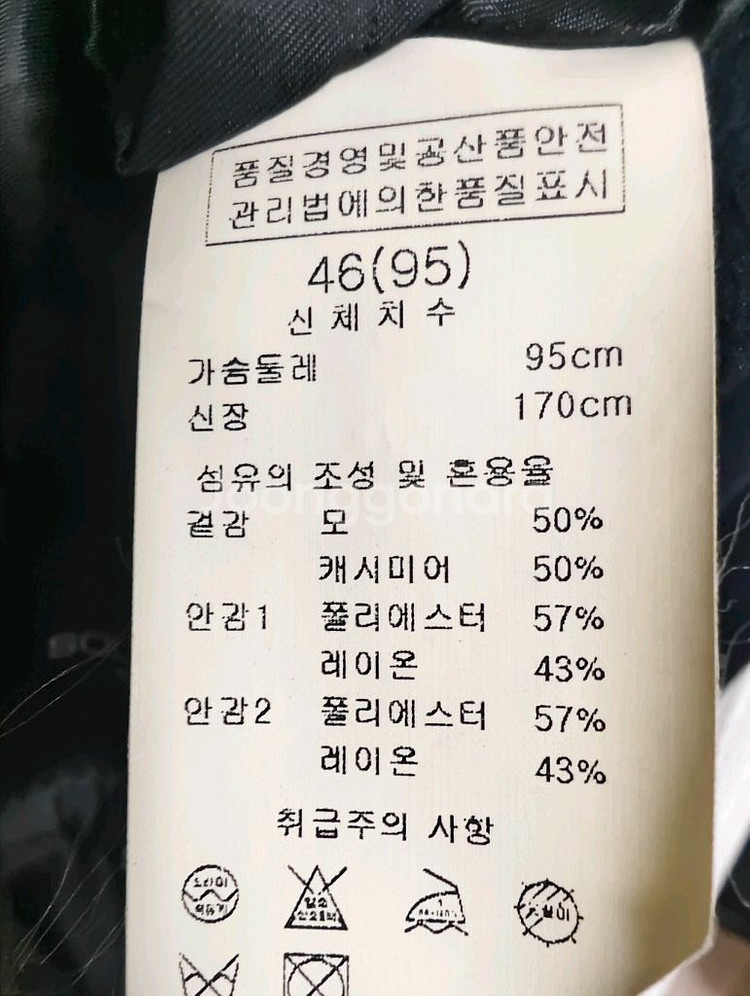 품질경영및공산품안전
관리법에의한품질표시
46(95)
신체치수
가슴둘레 95cm
신장 170cm
섬유의 조성 및 혼용율
겉감 모 50%
캐시미어 50%
안감1 폴리에스터 57%
레이온 43%
안감2 폴리에스터 57%
레이온 43%
취급주의 사항
드라이